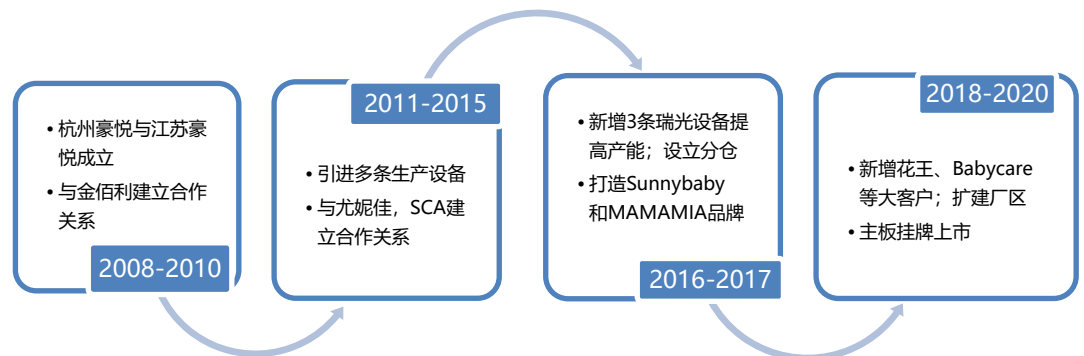 • 杭州豪悦与江苏豪
悦成立
• 与金佰利建立合作
关系
2008-2010
2011-2015
• 引进多条生产设备
• 与尤妮佳，SCA建
立合作关系
• 新增3条瑞光设备提
高产能；设立分仓
• 打造Sunnybaby
和MAMAMIA品牌
2016-2017
2018-2020
• 新增花王、Babycare
等大客户；扩建厂区
• 主板挂牌上市